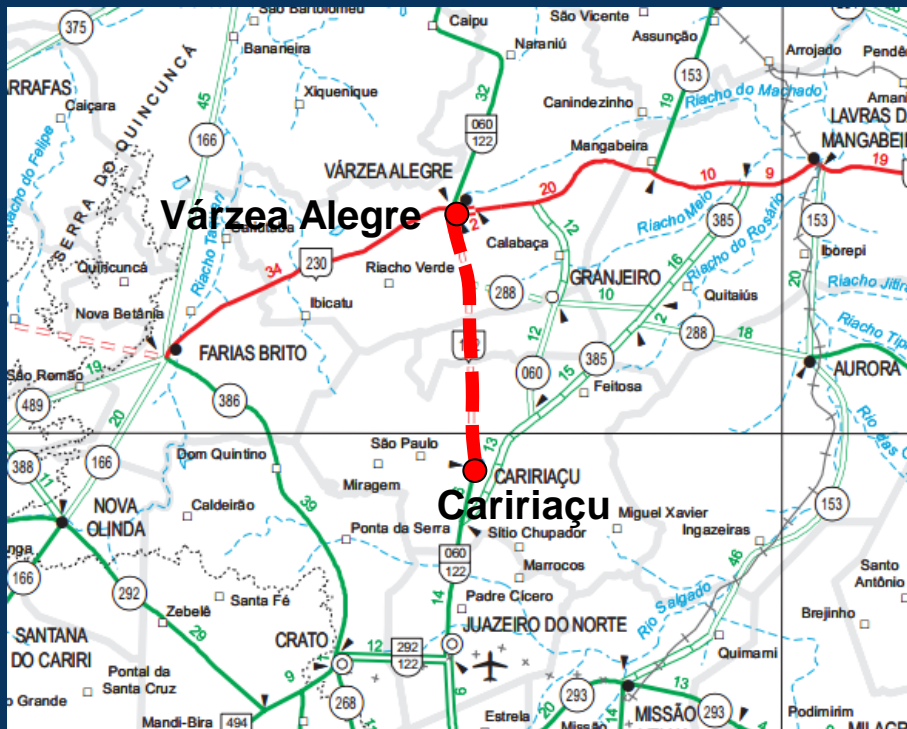 375
São Bartolomeu
Bananeira
Caipu
Naraniú
São Vicente
Assunção
Arrojado
153
ARRAFAS
Caiçara
SERRA DO QUINCUNCÁ
45
Xiquenique
32
060
122
19
Canindezinho
Riacho do Machado
LAVRAS DA
MANGABEIRA
166
Riacho do Felipe
VÁRZEA ALEGRE
Mangabeira
20
10
9
19
Várzea Alegre
2
12
Riacho Meio
385
153
Calabaça
Riacho do Rosário
Iborepi
Quincuncá
34
230
Riacho Verde
288
GRANJEIRO
16
Quitaiús
20
Nova Betânia
Ibicatu
10
12
2
288
18
FARIAS BRITO
385
060
15
Feitosa
AURORA
São Romão
19
489
20
386
388
166
11
Dom Quintino
São Paulo
Miragem
13
CARIRIAÇU
Caririaçu
NOVA
OLINDA
Caldeirão
39
Ponta da Serra
Sítio Chupador
Miguel Xavier
Ingazeiras
153
060
122
Marrocos
46
166
292
Santa Fé
Zebelê
14
Padre Cícero
Rio Salgado
Santo
Antônio
Brejinho
SANTANA
DO CARIRI
29
CRATO
12
292
122
JUAZEIRO DO NORTE
Quimami
Pontal da
Santa Cruz
9
268
6
293
13
o Grande
Mandi-Bira
494
Estrela
20
14
MISSÃO
293
Podimirim
Missão